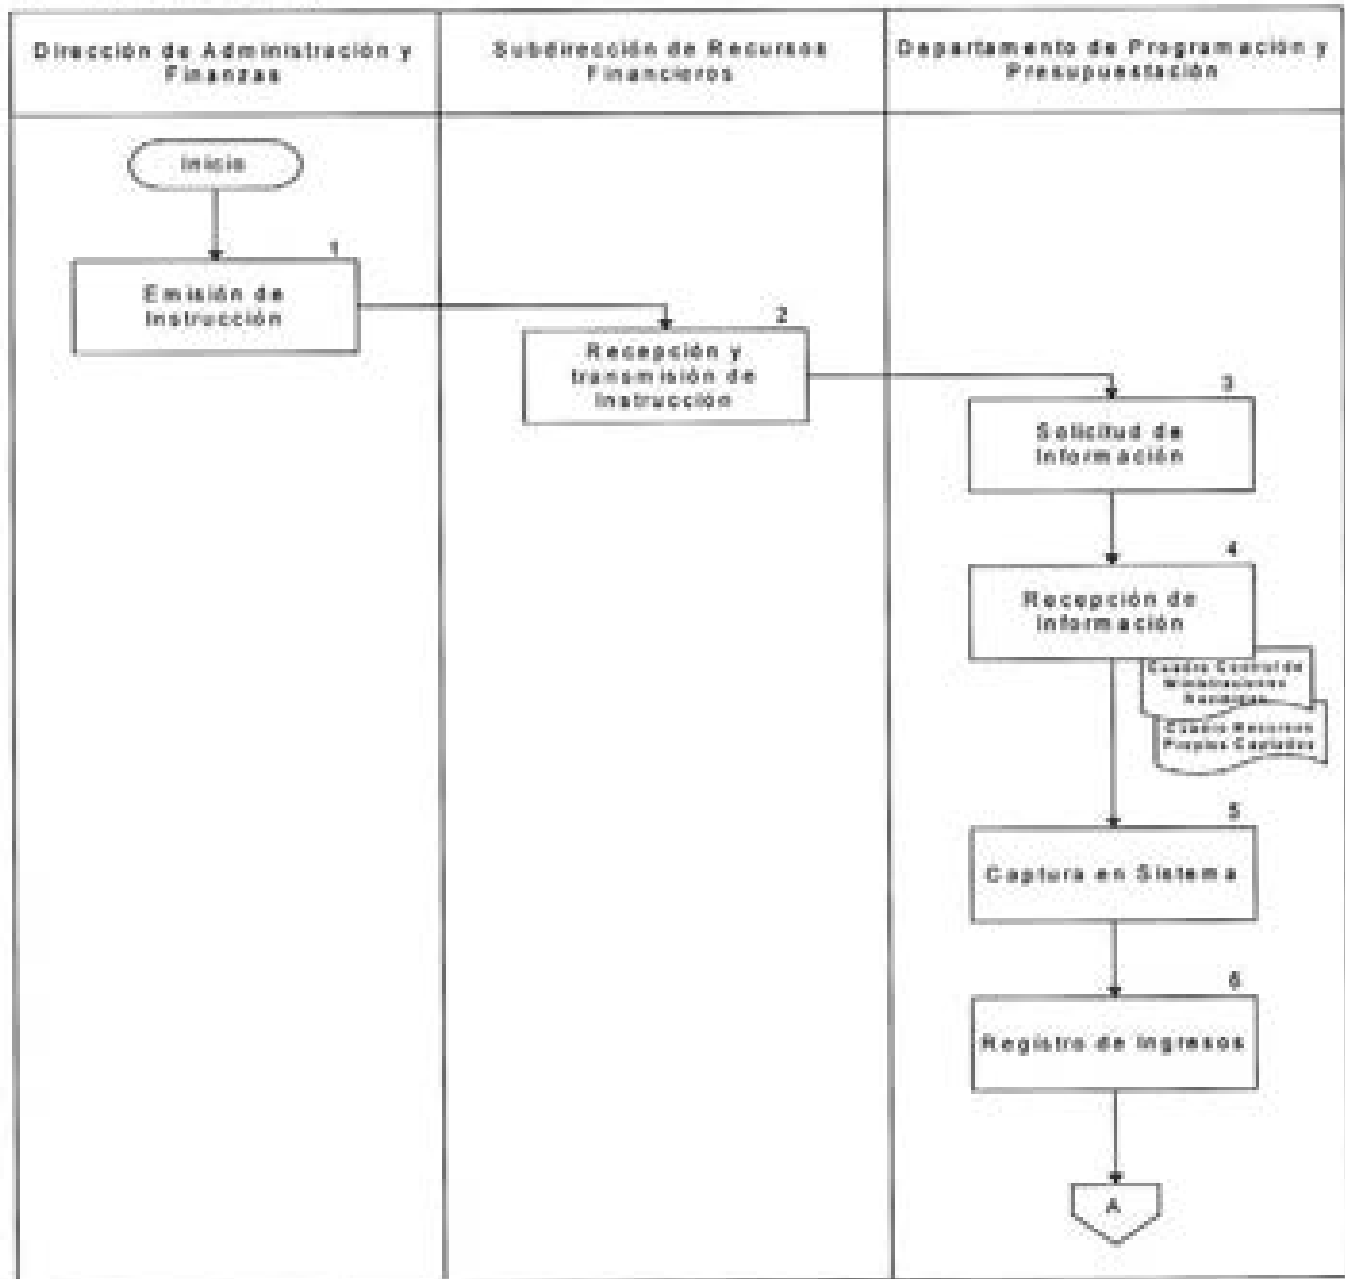 Dirección de Administración y
Finanzas
Subdirección de Recursos
Financieros
Departamento de Programación y
Presupuestación
Inicio
1
Emisión de
Instrucción
2
Recepción y
transmisión de
Instrucción
3
Solicitud de
Información
4
Recepción de
Información
Cuadro Control de
Ministraciones
Cuadro Recursos
Propios Captados
5
Captura en Sistema
6
Registro de Ingresos
A